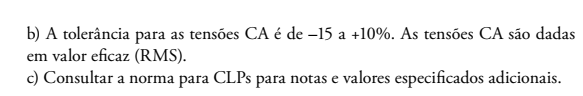 b) A tolerância para as tensões CA é de –15 a +10%. As tensões CA são dadas
em valor eficaz (RMS).
c) Consultar a norma para CLPs para notas e valores especificados adicionais.